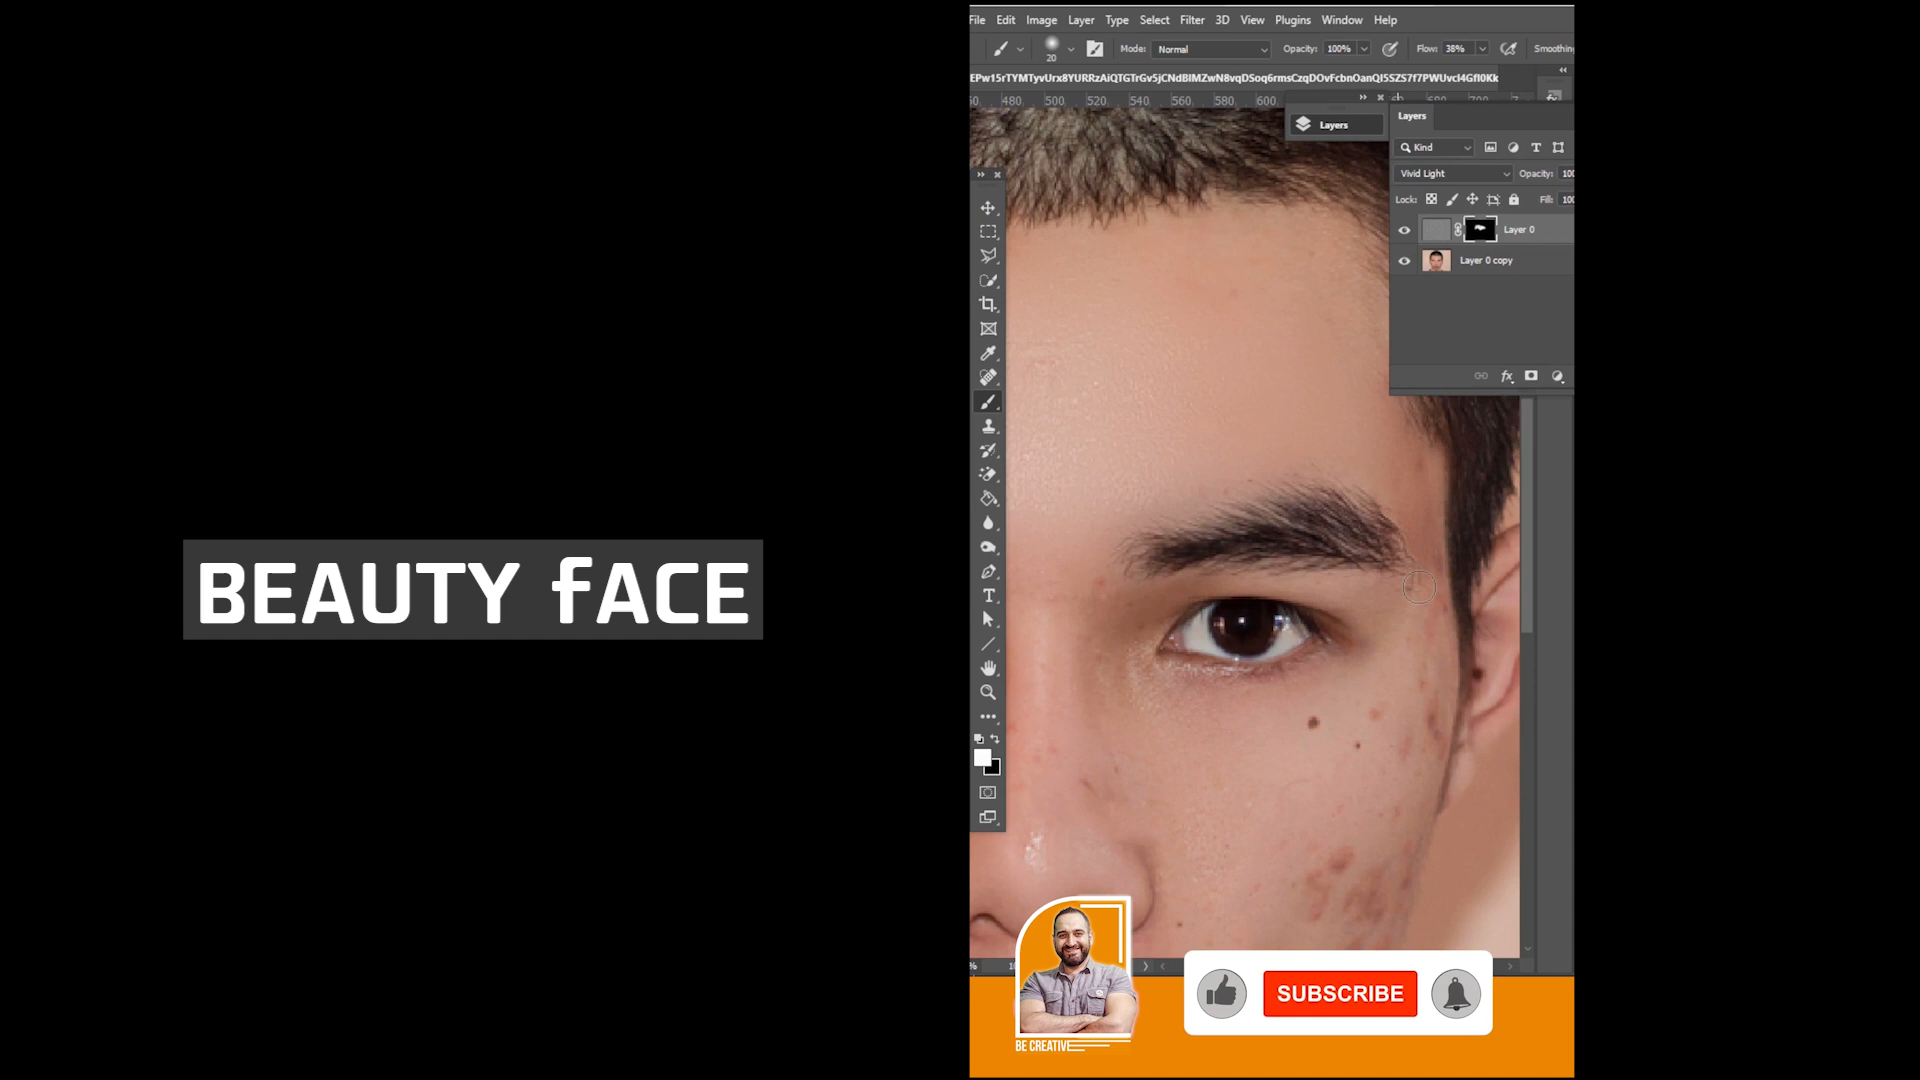 BEAUTY fACE
File Edit Image Layer Type Select Filter 3D View Plugins Window Help
20 Mode: Normal Opacity: 100% Flow: 38% Smoothing
480 500 520 540 560 580 600 680 700
Layers
Layers
Kind
Vivid Light Opacity: 100
Lock: Fill: 100
Layer 0
Layer 0 copy
BE CREATIVE
SUBSCRIBE